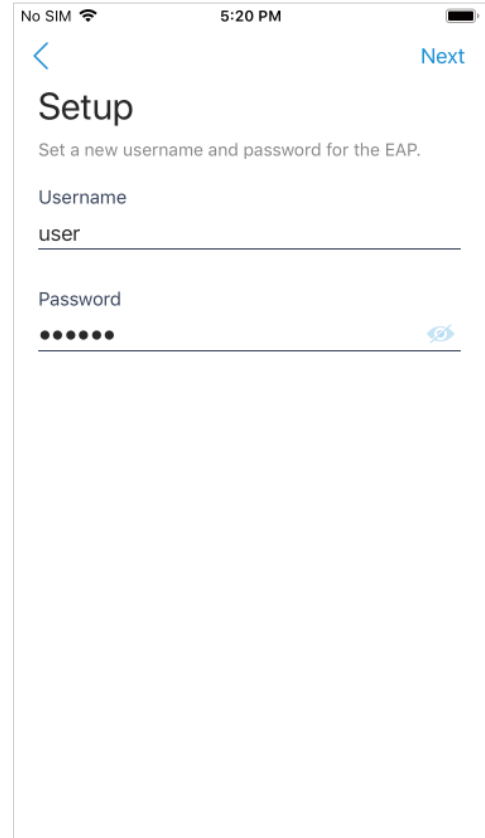 No SIM 5:20 PM
Next
Setup
Set a new username and password for the EAP.
Username
user
Password
●●●●●●